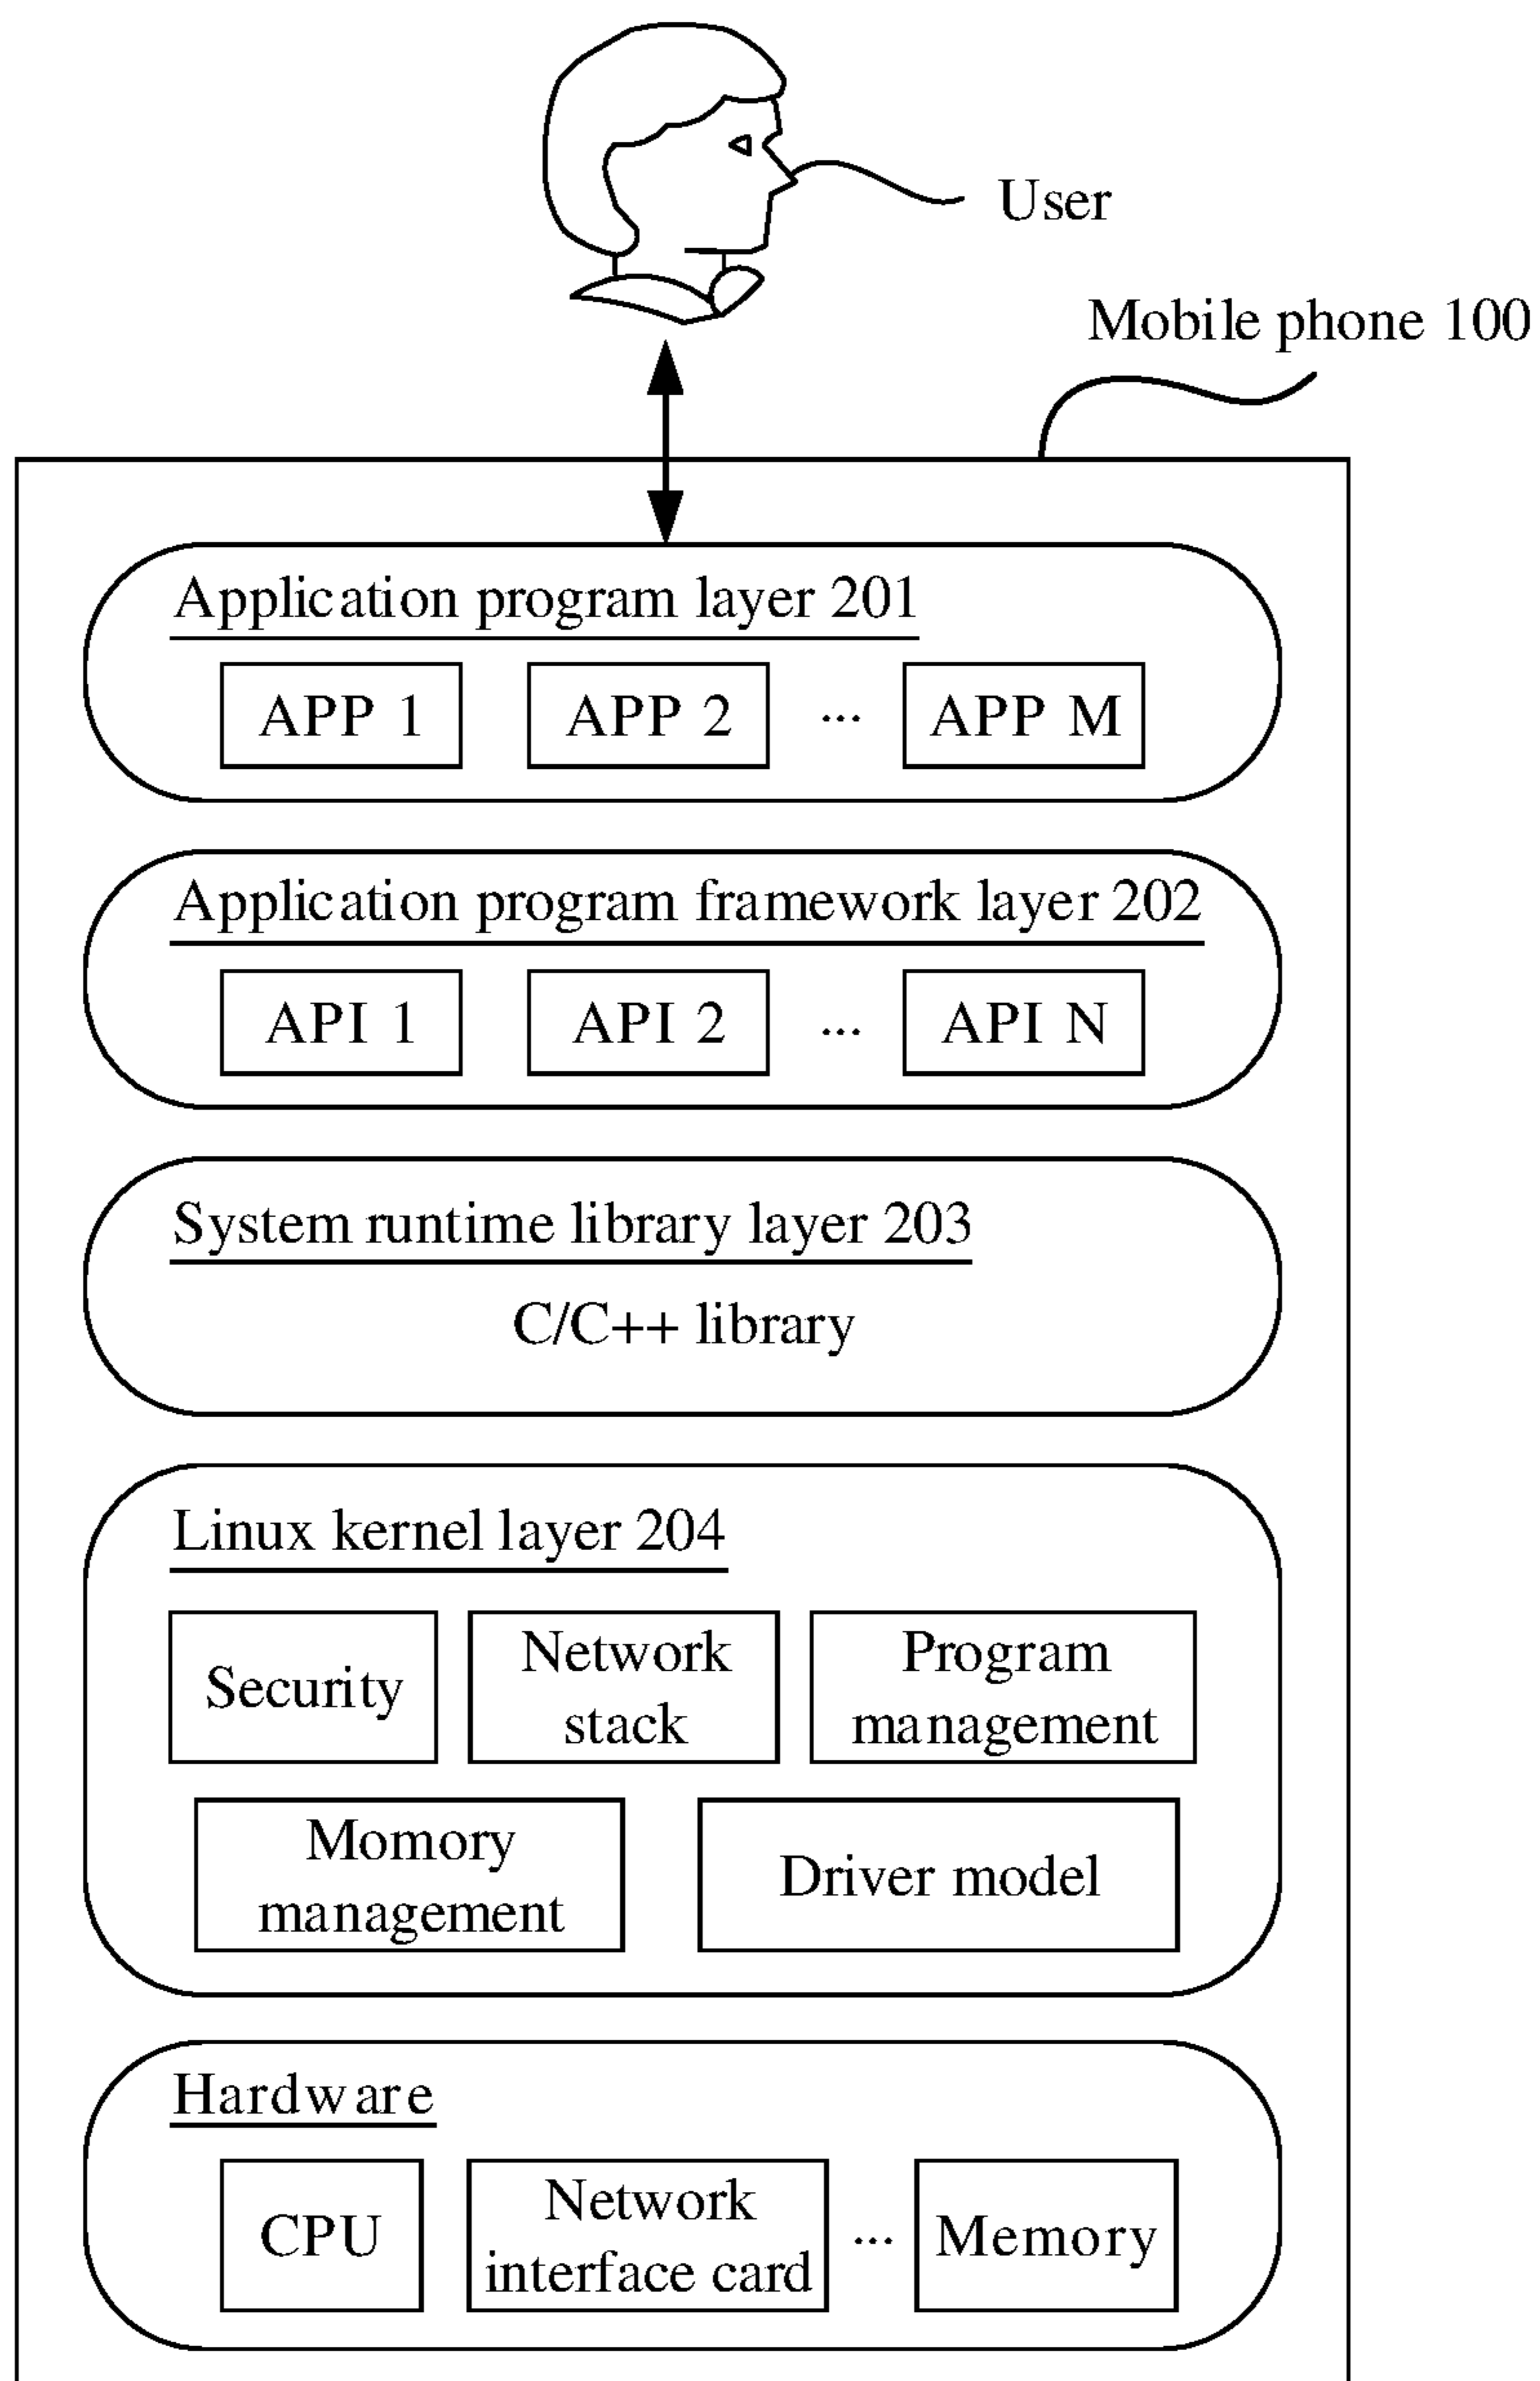 User
Mobile phone 100
Application program layer 201
APP 1 APP 2 ... APP M
Application program framework layer 202
API 1 API 2 ... API N
System runtime library layer 203
C/C++ library
Linux kernel layer 204
Security
Network
stack
Program
management
Momory
management
Driver model
Hardware
CPU
Network
interface card
...
Memory